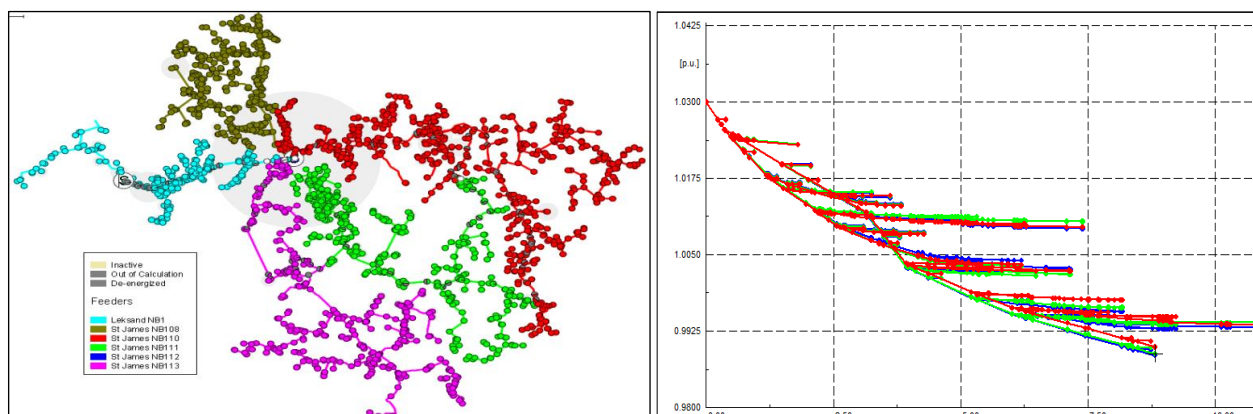 Inactive
Out of Calculation
De-energized
Feeders
Leksand NB1
St James NB108
St James NB110
St James NB111
St James NB112
St James NB113
1.0425
[p.u.]
1.0300
1.0175
1.0050
0.9925
0.9800